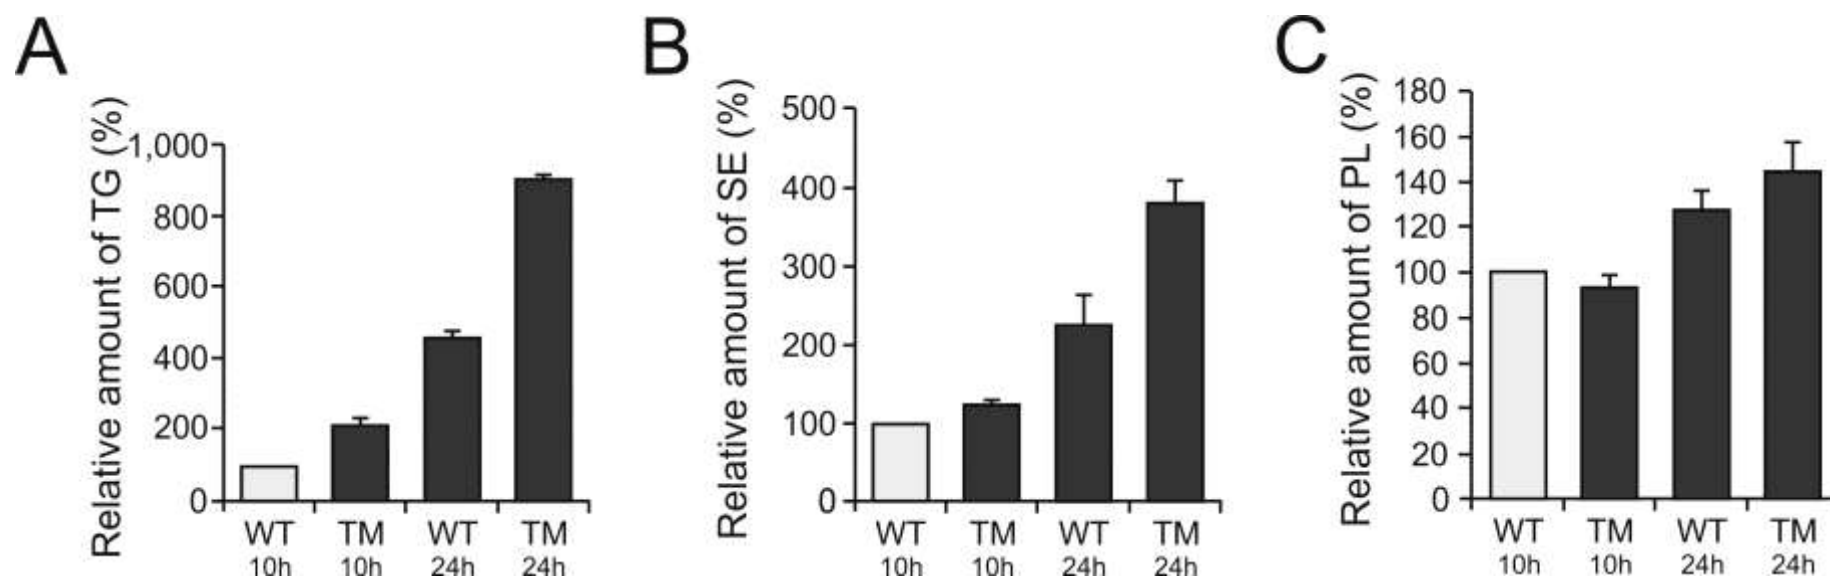 A
Relative amount of TG (%)
1,000
800
600
400
200
0
WT TM WT TM
10h 10h 24h 24h
B
Relative amount of SE (%)
500
400
300
200
100
0
WT TM WT TM
10h 10h 24h 24h
C
Relative amount of PL (%)
180
160
140
120
100
80
60
40
20
0
WT TM WT TM
10h 10h 24h 24h